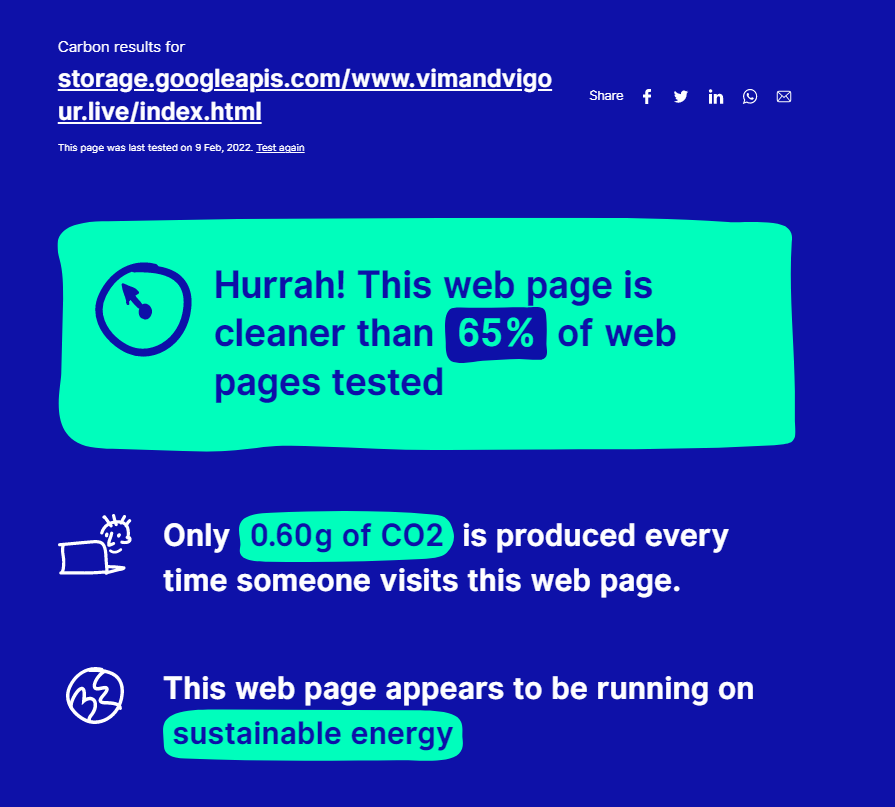 Carbon results for
storage.googleapis.com/www.vimandvigo
ur.live/index.html
Share
This page was last tested on 9 Feb, 2022. Test again
Hurrah! This web page is
cleaner than 65% of web
pages tested
Only 0.60g of CO2 is produced every
time someone visits this web page.
This web page appears to be running on
sustainable energy